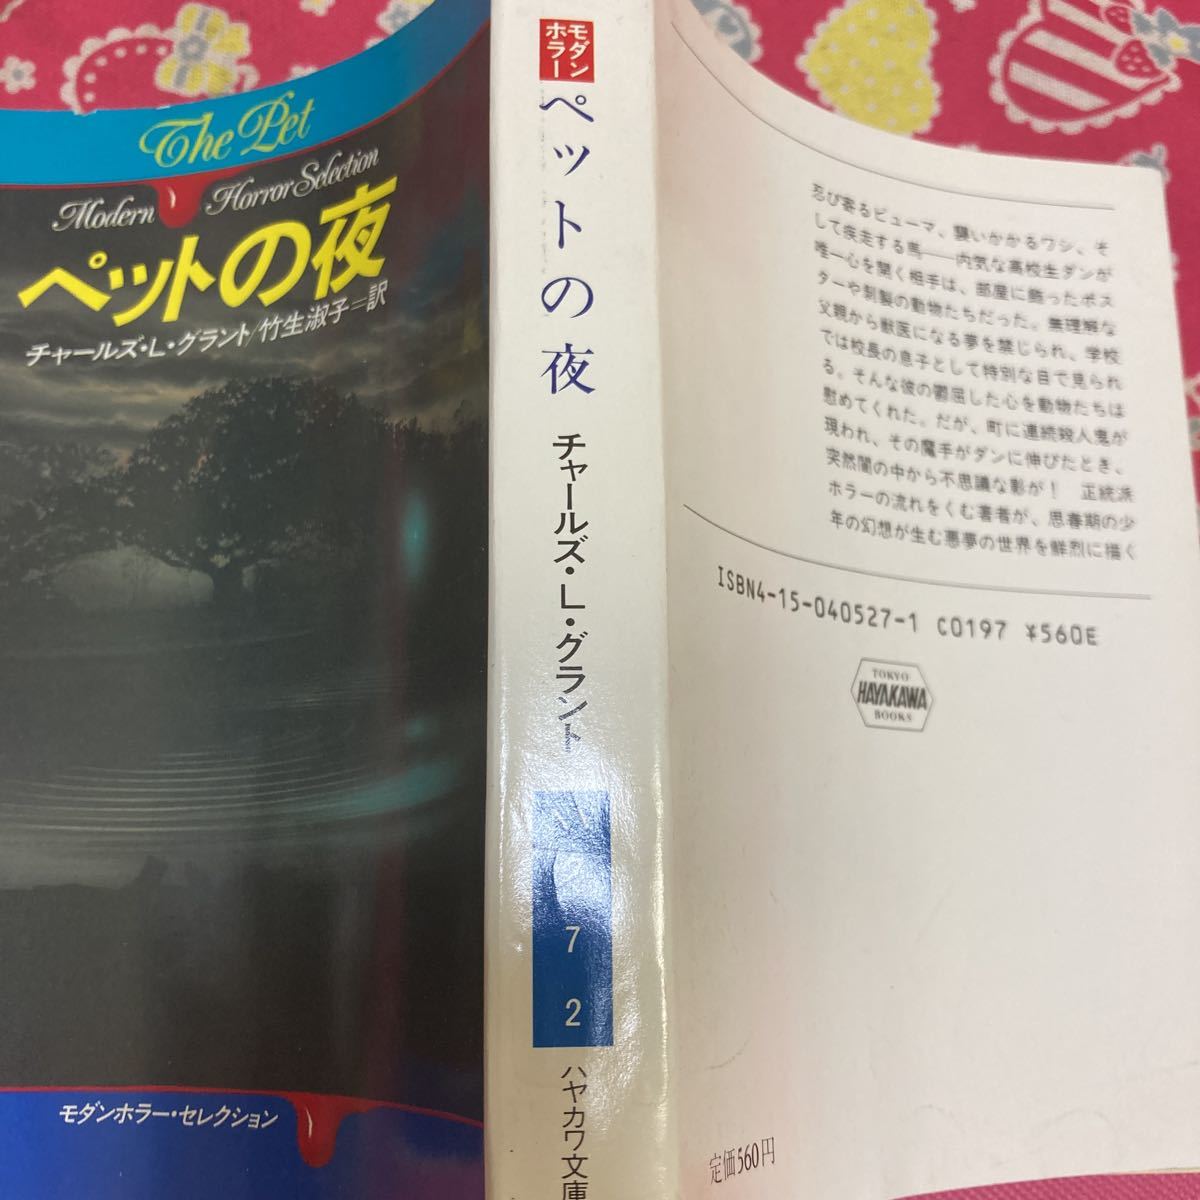 The Pet
Modern Horror Selection
ペットの夜
チャールズ・L・グラント/竹生淑子=訳
モダンホラー・セレクション
モダン
ホラー
ペットの夜
チャールズ・L・グラント
7
2
ハヤカワ文庫
忍び寄るピューマ、襲いかかるワシ、そ
して疾走する馬――内気な高校生ダンが
唯一心を開く相手は、部屋に飾ったポス
ターや剝製の動物たちだった。無理解な
父親から獣医になる夢を禁じられ、学校
では校長の息子として特別な目で見られ
る。そんな彼の鬱屈した心を動物たちは
慰めてくれた。だが、町に連続殺人鬼が
現われ、その魔手がダンに伸びたとき、
突然闇の中から不思議な影が！ 正統派
ホラーの流れをくむ著者が、思春期の少
年の幻想が生む悪夢の世界を鮮烈に描く
ISBN4-15-040527-1 C0197 ¥560E
TOKYO
HAYAKAWA
BOOKS
定価560円